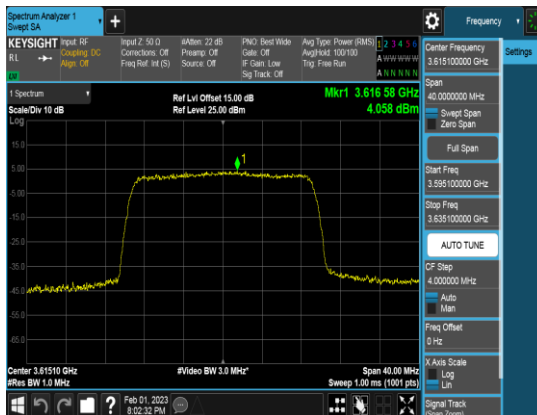 Spectrum Analyzer 1
Swept SA
+
Frequency
KEYSIGHT
RL
Input: RF
Coupling: DC
Align: Off
Input Z: 50 Ω
Corrections: Off
Freq Ref: Int (S)
#Atten: 22 dB
Preamp: Off
Source: Off
PNO: Best Wide
Gate: Off
IF Gain: Low
Sig Track: Off
Avg Type: Power (RMS)
Avg|Hold: 100/100
Trig: Free Run
1 2 3 4 5 6
A W W W W W
A N N N N N
1 Spectrum
Scale/Div 10 dB
Log
Ref Lvl Offset 15.00 dB
Ref Level 25.00 dBm
Mkr1 3.616 58 GHz
4.058 dBm
15.0
5.00
-5.00
-15.0
-25.0
-35.0
-45.0
-55.0
-65.0
1
Center 3.61510 GHz
#Res BW 1.0 MHz
#Video BW 3.0 MHz*
Span 40.00 MHz
Sweep 1.00 ms (1001 pts)
Feb 01, 2023
8:02:32 PM
Settings
Center Frequency
3.615100000 GHz
Span
40.0000000 MHz
Swept Span
Zero Span
Full Span
Start Freq
3.595100000 GHz
Stop Freq
3.635100000 GHz
AUTO TUNE
CF Step
4.000000 MHz
Auto
Man
Freq Offset
0 Hz
X Axis Scale
Log
Lin
Signal Track
(Span Zoom)